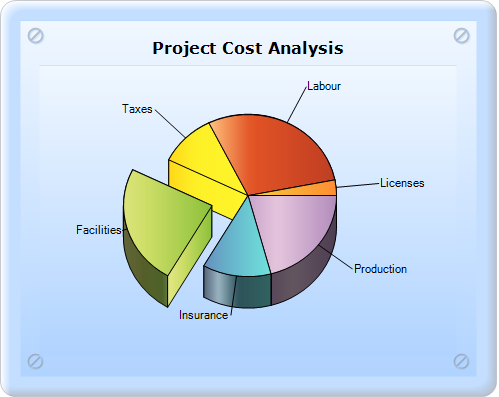 Project Cost Analysis
Labour
Taxes
Licenses
Facilities
Production
Insurance